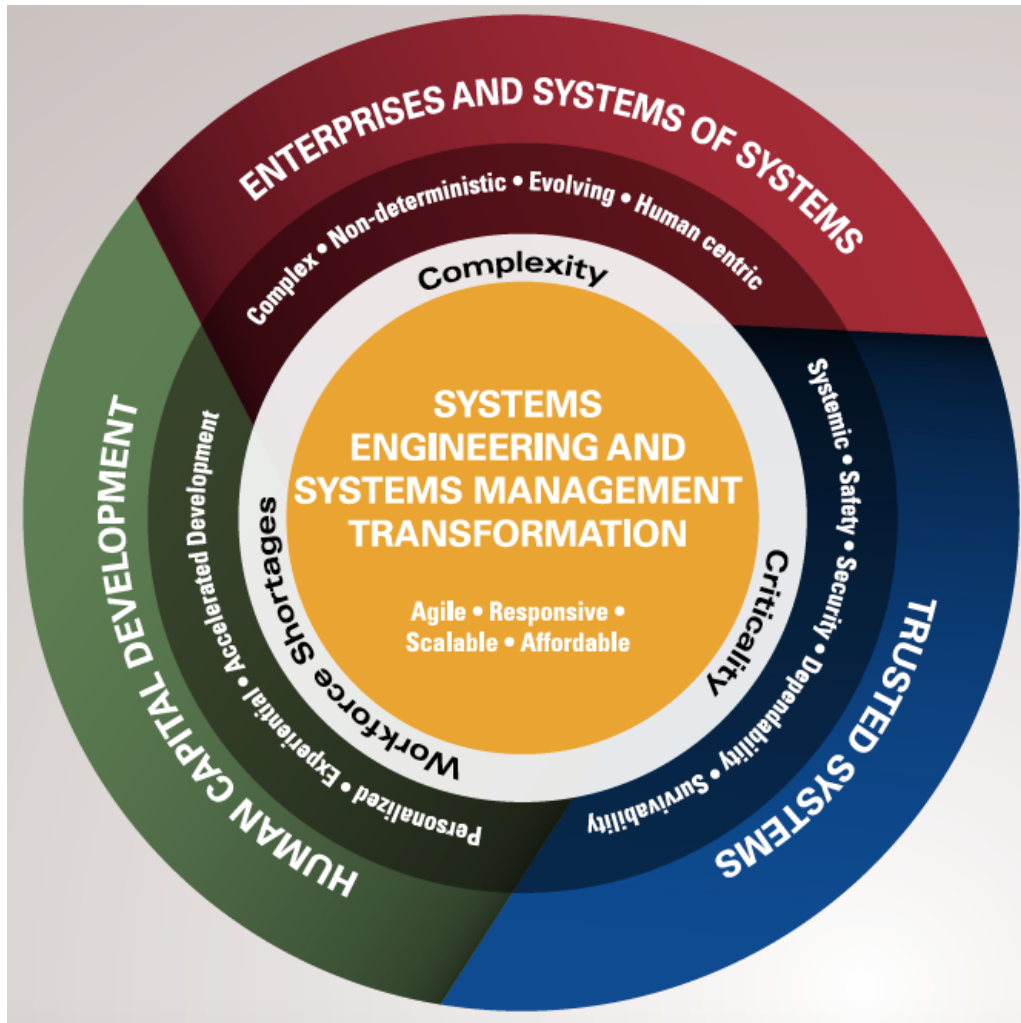 ENTERPRISES AND SYSTEMS OF SYSTEMS
Complex • Non-deterministic • Evolving • Human centric
Complexity
SYSTEMS
ENGINEERING AND
SYSTEMS MANAGEMENT
TRANSFORMATION
Agile • Responsive •
Scalable • Affordable
Criticality
Systemic • Safety • Security • Dependability • Survivability
TRUSTED SYSTEMS
Workforce Shortages
Personalized • Experiential • Accelerated Development
HUMAN CAPITAL DEVELOPMENT